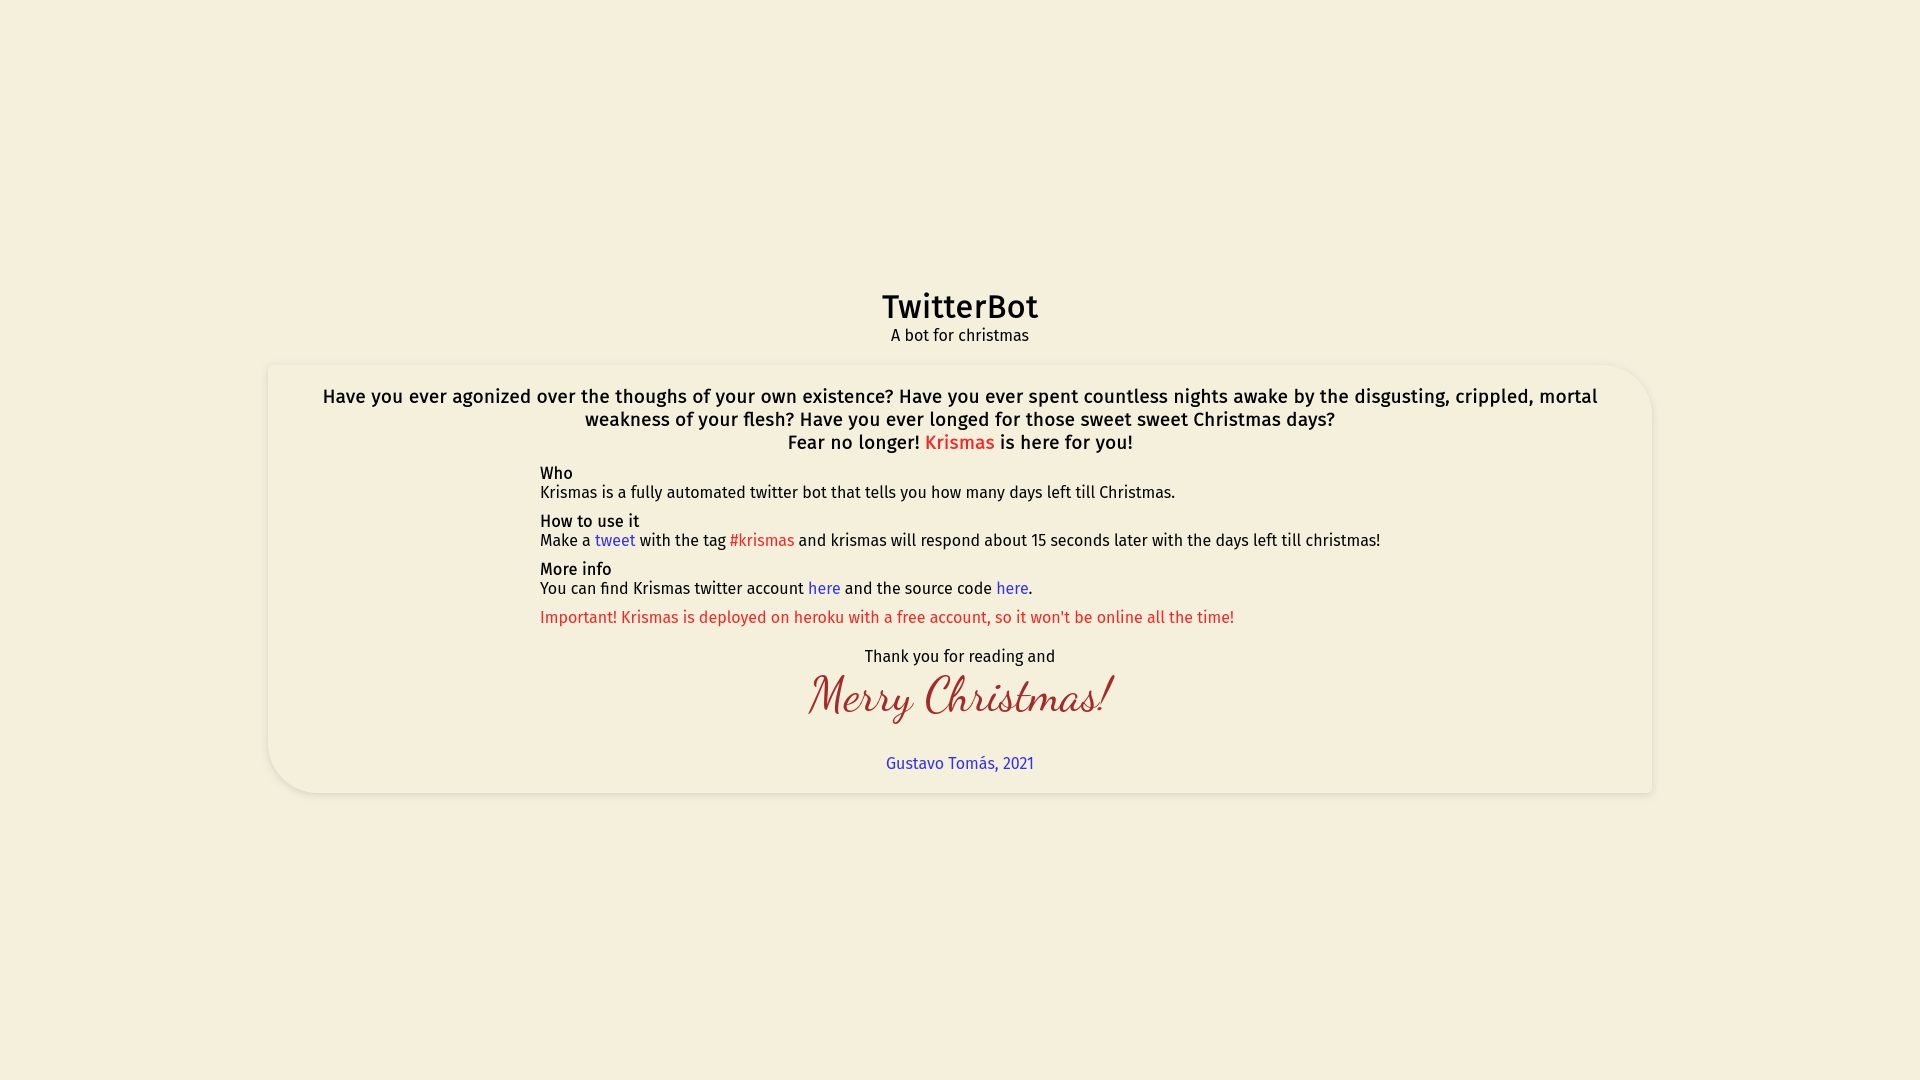 TwitterBot
A bot for christmas
Have you ever agonized over the thoughs of your own existence? Have you ever spent countless nights awake by the disgusting, crippled, mortal
weakness of your flesh? Have you ever longed for those sweet sweet Christmas days?
Fear no longer! Krismas is here for you!
Who
Krismas is a fully automated twitter bot that tells you how many days left till Christmas.
How to use it
Make a tweet with the tag #krismas and krismas will respond about 15 seconds later with the days left till christmas!
More info
You can find Krismas twitter account here and the source code here.
Important! Krismas is deployed on heroku with a free account, so it won't be online all the time!
Thank you for reading and
Merry Christmas!
Gustavo Tomás, 2021